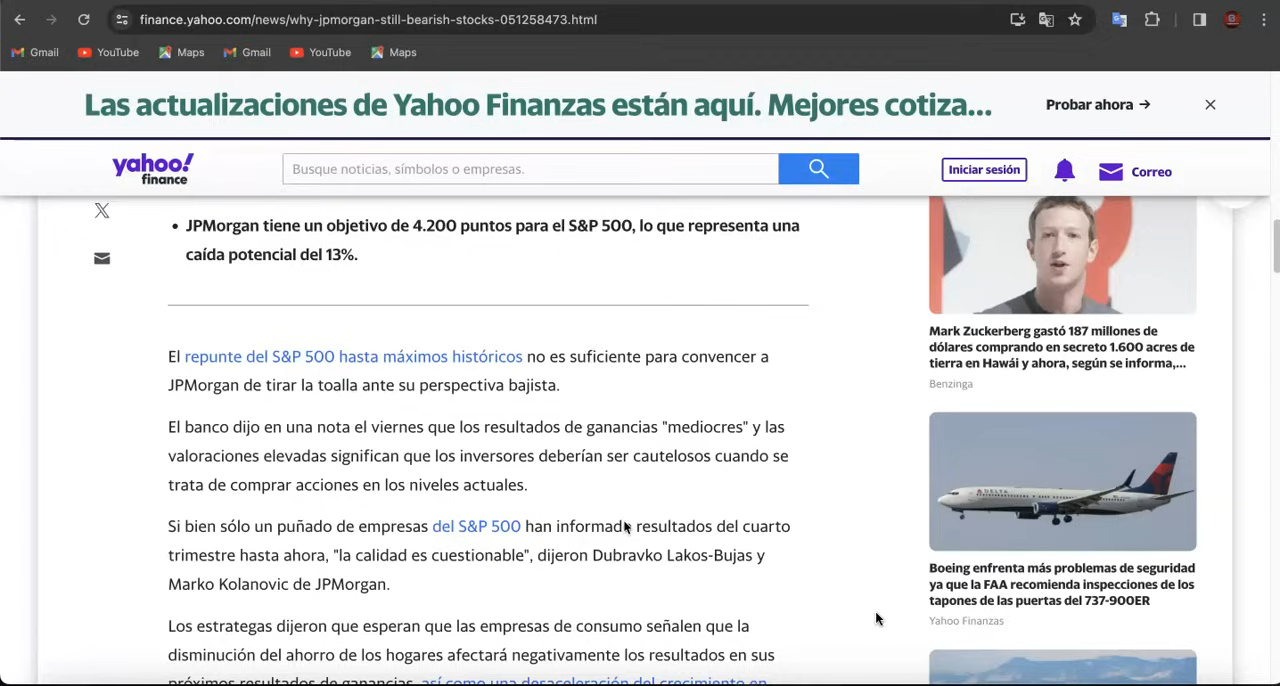 finance.yahoo.com/news/why-jpmorgan-still-bearish-stocks-051258473.html
Gmail YouTube Maps Gmail YouTube Maps
Las actualizaciones de Yahoo Finanzas están aquí. Mejores cotiza...
Probar ahora →
yahoo!
finance
Busque noticias, símbolos o empresas.
Iniciar sesión
Correo
• JPMorgan tiene un objetivo de 4.200 puntos para el S&P 500, lo que representa una
caída potencial del 13%.
El repunte del S&P 500 hasta máximos históricos no es suficiente para convencer a
JPMorgan de tirar la toalla ante su perspectiva bajista.
El banco dijo en una nota el viernes que los resultados de ganancias "mediocres" y las
valoraciones elevadas significan que los inversores deberían ser cautelosos cuando se
trata de comprar acciones en los niveles actuales.
Si bien sólo un puñado de empresas del S&P 500 han informado resultados del cuarto
trimestre hasta ahora, "la calidad es cuestionable", dijeron Dubravko Lakos-Bujas y
Marko Kolanovic de JPMorgan.
Los estrategas dijeron que esperan que las empresas de consumo señalen que la
disminución del ahorro de los hogares afectará negativamente los resultados en sus
próximos resultados de ganancias, así como una desaceleración del crecimiento en
Mark Zuckerberg gastó 187 millones de
dólares comprando en secreto 1.600 acres de
tierra en Hawái y ahora, según se informa,...
Benzinga
DELTA
Boeing enfrenta más problemas de seguridad
ya que la FAA recomienda inspecciones de los
tapones de las puertas del 737-900ER
Yahoo Finanzas